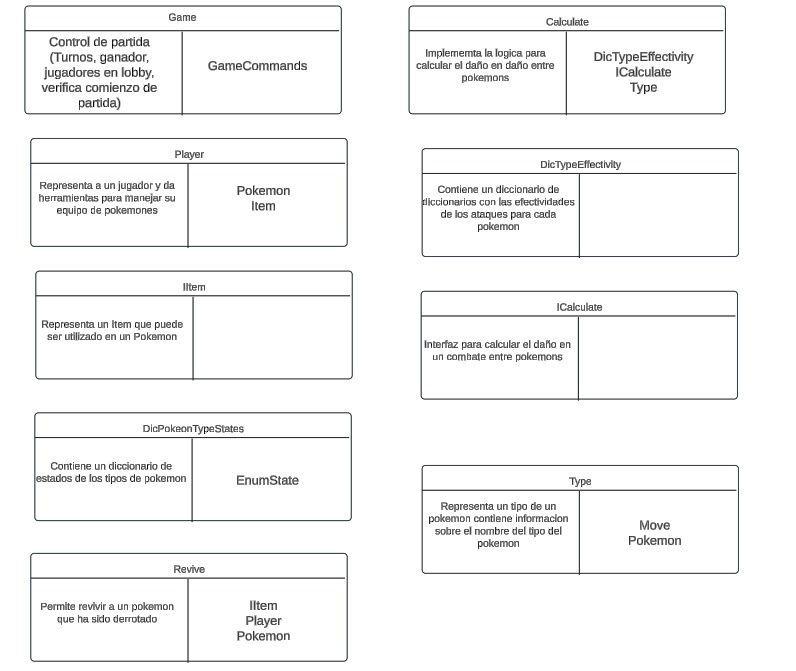 Game
Control de partida
(Turnos, ganador,
jugadores en lobby,
verifica comienzo de
partida)
GameCommands
Player
Representa a un jugador y da
herramientas para manejar su
equipo de pokemones
Pokemon
Item
IItem
Representa un Item que puede
ser utilizado en un Pokemon
DicPokeonTypeStates
Contiene un diccionario de
estados de los tipos de pokemon
EnumState
Revive
Permite revivir a un pokemon
que ha sido derrotado
IItem
Player
Pokemon
Calculate
Implememta la logica para
calcular el daño en daño entre
pokemons
DicTypeEffectivity
ICalculate
Type
DicTypeEffectivity
Contiene un diccionario de
diccionarios con las efectividades
de los ataques para cada
pokemon
ICalculate
Interfaz para calcular el daño en
un combate entre pokemons
Type
Representa un tipo de un
pokemon contiene informacion
sobre el nombre del tipo del
pokemon
Move
Pokemon